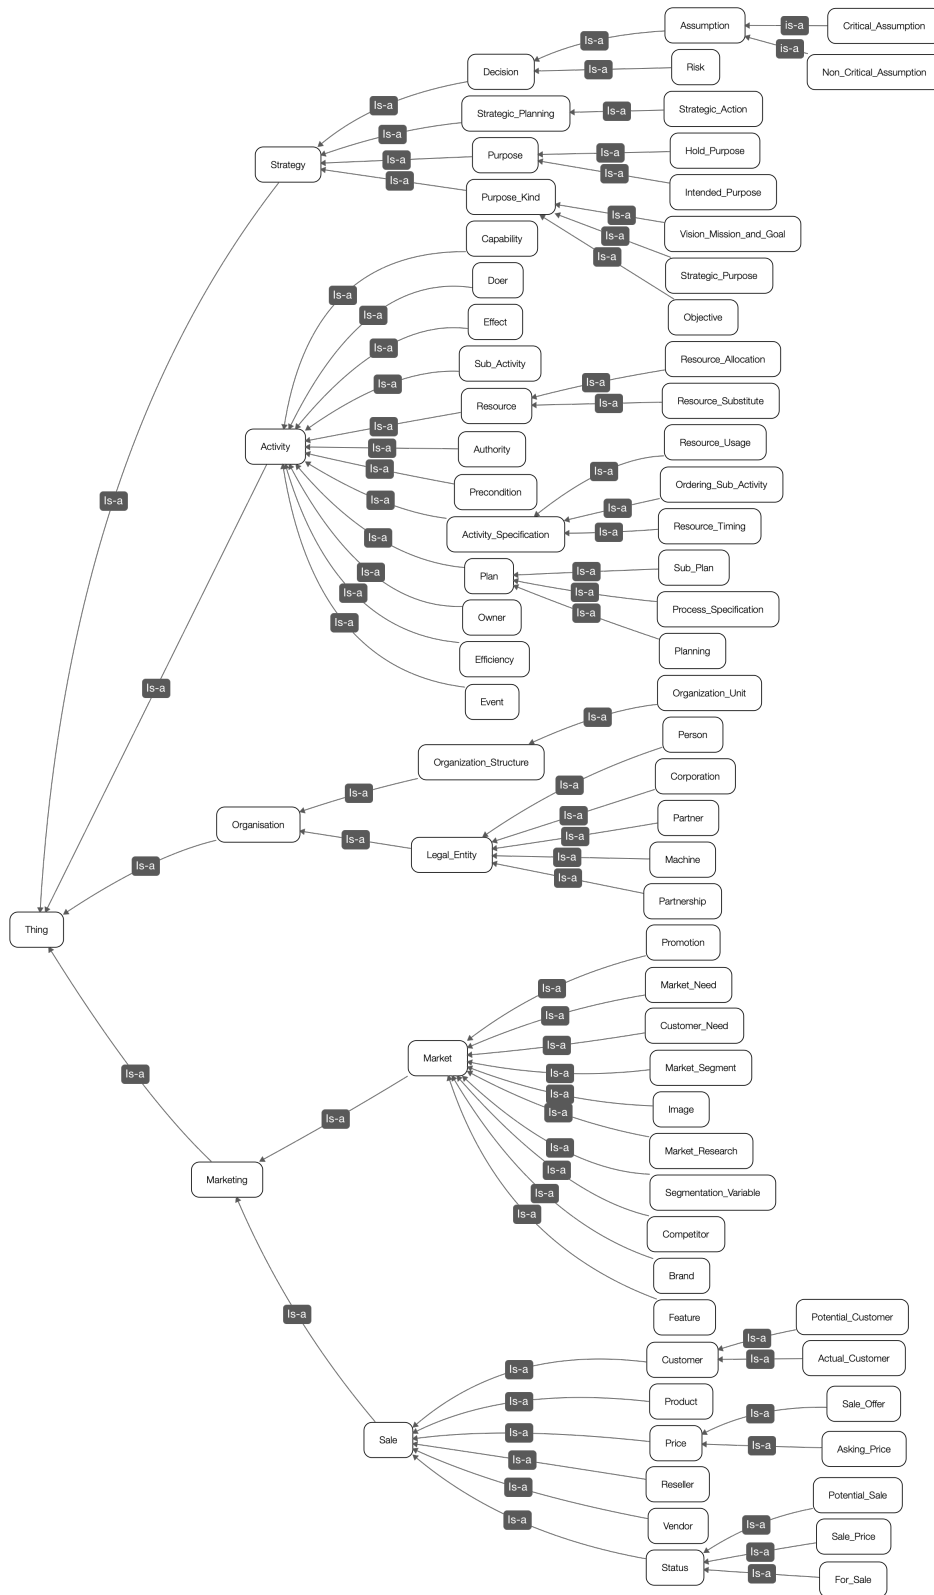 Assumption
Is-a
is-a
Critical_Assumption
is-a
Decision
Is-a
Risk
Non_Critical_Assumption
Is-a
Strategic_Planning
Is-a
Strategic_Action
Is-a
Strategy
Is-a
Purpose
Is-a
Hold_Purpose
Is-a
Is-a
Intended_Purpose
Purpose_Kind
Is-a
Vision_Mission_and_Goal
Is-a
Capability
Is-a
Strategic_Purpose
Doer
Is-a
Is-a
Objective
Effect
Is-a
Resource_Allocation
Sub_Activity
Is-a
Is-a
Resource
Is-a
Resource_Substitute
Is-a
Activity
Is-a
Authority
Resource_Usage
Is-a
Is-a
Precondition
Ordering_Sub_Activity
Is-a
Is-a
Is-a
Activity_Specification
Is-a
Resource_Timing
Is-a
Plan
Is-a
Sub_Plan
Is-a
Is-a
Is-a
Process_Specification
Is-a
Owner
Is-a
Planning
Efficiency
Is-a
Event
Organization_Unit
Is-a
Person
Organization_Structure
Is-a
Corporation
Is-a
Is-a
Organisation
Is-a
Partner
Is-a
Legal_Entity
Is-a
Machine
Is-a
Is-a
Partnership
Thing
Promotion
Is-a
Market_Need
Is-a
Customer_Need
Is-a
Market
Market_Segment
Is-a
Is-a
Is-a
Image
Is-a
Is-a
Is-a
Market_Research
Marketing
Is-a
Segmentation_Variable
Is-a
Is-a
Competitor
Brand
Is-a
Feature
Potential_Customer
Is-a
Is-a
Customer
Is-a
Actual_Customer
Is-a
Product
Sale_Offer
Is-a
Sale
Is-a
Price
Is-a
Asking_Price
Is-a
Reseller
Is-a
Potential_Sale
Is-a
Vendor
Is-a
Sale_Price
Is-a
Status
Is-a
For_Sale